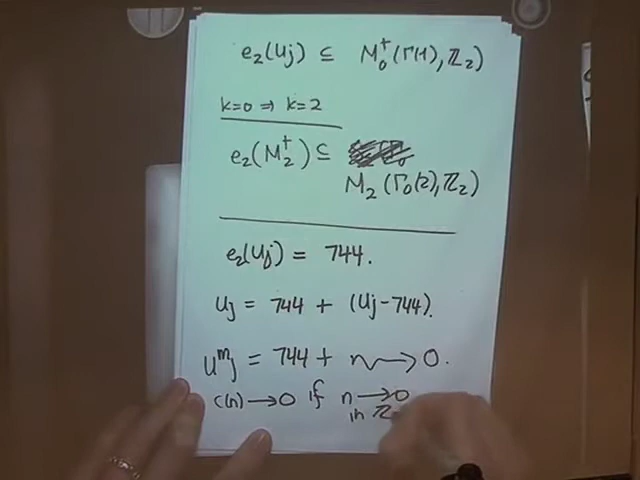 e₂(Uj) ⊆ M₀†(Γ(1), ℤ₂)
k=0 ⇒ k=2
e₂(M₂†) ⊆
M₂(Γ₀(2), ℤ₂)
e₂(Uj) = 744.
Uj = 744 + (Uj-744).
Uᵐj = 744 + ⟿ 0.
c(n) → 0 if n → 0
in ℤ